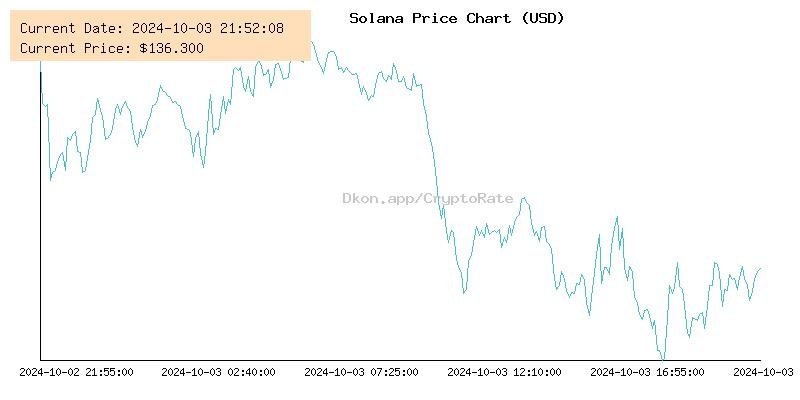 Solana Price Chart (USD)
Current Date: 2024-10-03 21:52:08
Current Price: $136.300
Dkon.app/CryptoRate
2024-10-02 21:55:00 2024-10-03 02:40:00 2024-10-03 07:25:00 2024-10-03 12:10:00 2024-10-03 16:55:00 2024-10-03